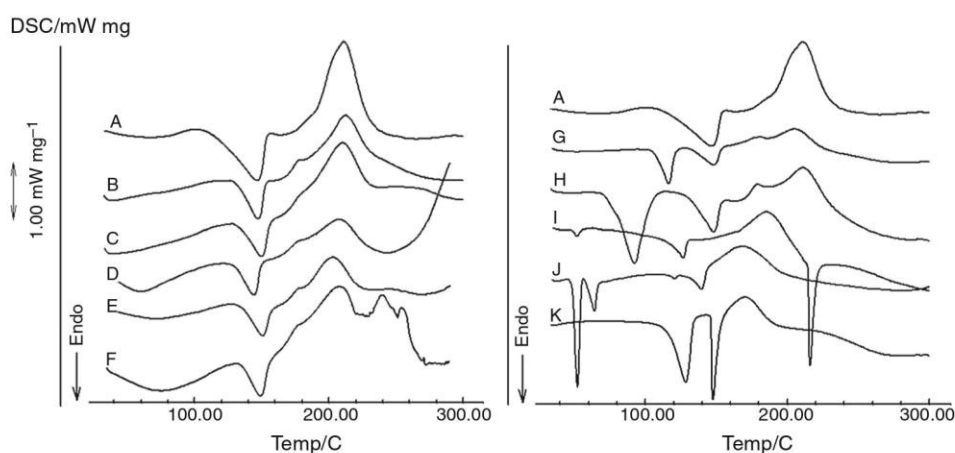 DSC/mW mg
A
B
C
D
E
F
1.00 mW mg⁻¹
Endo
100.00 200.00 300.00
Temp/C
A
G
H
I
J
K
Endo
100.00 200.00 300.00
Temp/C